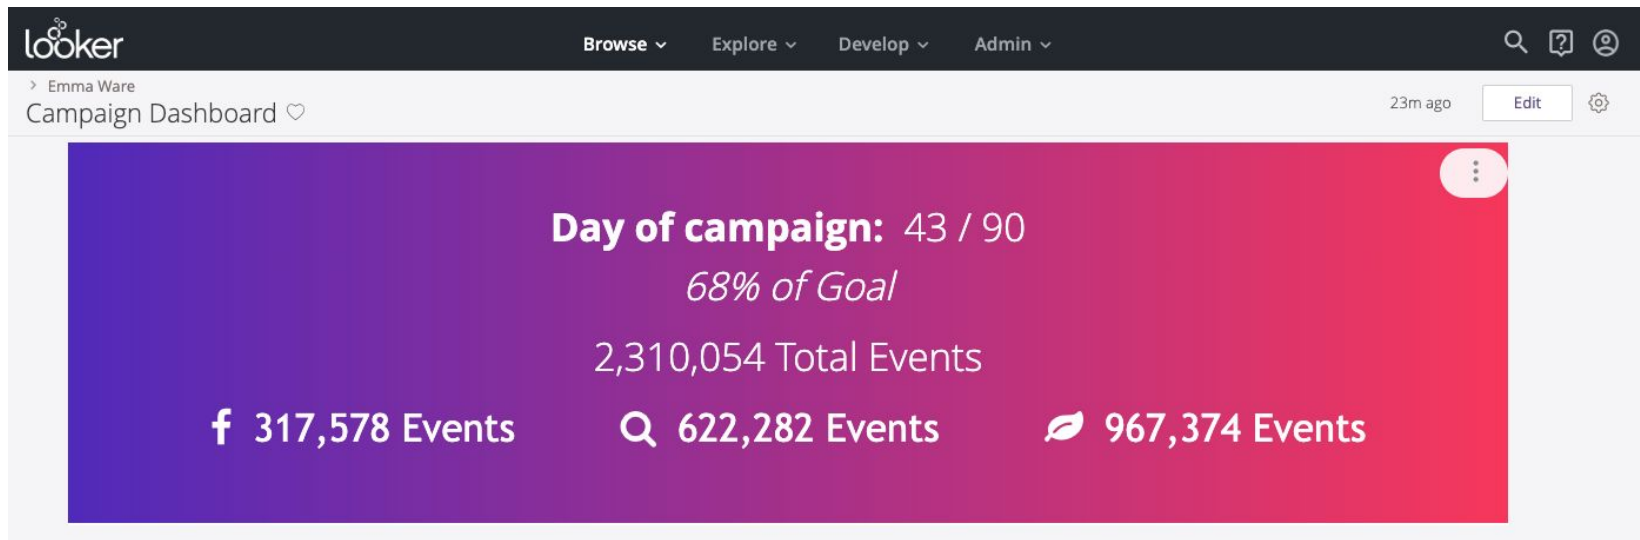 looker
Browse Explore Develop Admin
Emma Ware
Campaign Dashboard
23m ago
Edit
Day of campaign: 43 / 90
68% of Goal
2,310,054 Total Events
317,578 Events 622,282 Events 967,374 Events